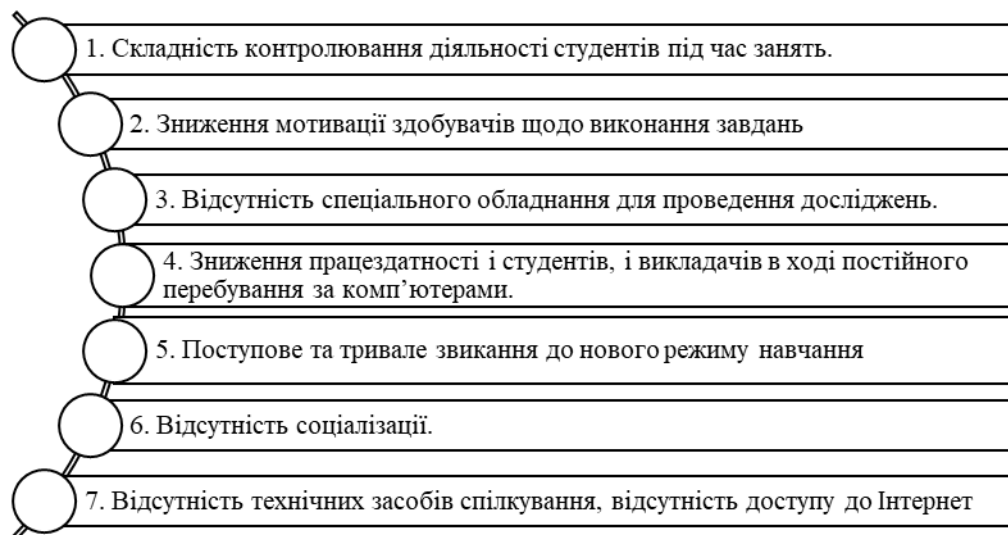 1. Складність контролювання діяльності студентів під час занять.
2. Зниження мотивації здобувачів щодо виконання завдань
3. Відсутність спеціального обладнання для проведення досліджень.
4. Зниження працездатності і студентів, і викладачів в ході постійного
перебування за комп’ютерами.
5. Поступове та тривале звикання до нового режиму навчання
6. Відсутність соціалізації.
7. Відсутність технічних засобів спілкування, відсутність доступу до Інтернет